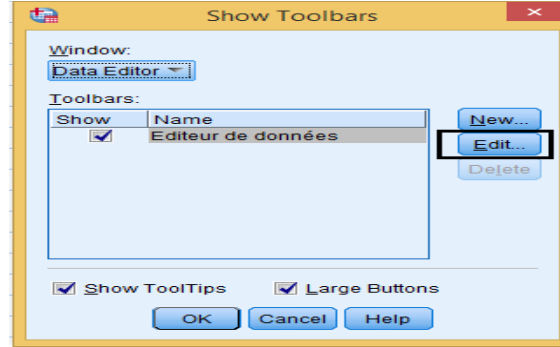 Show Toolbars
Window:
Data Editor
Toolbars:
Show Name
Editeur de données
New...
Edit...
Delete
Show ToolTips Large Buttons
OK Cancel Help